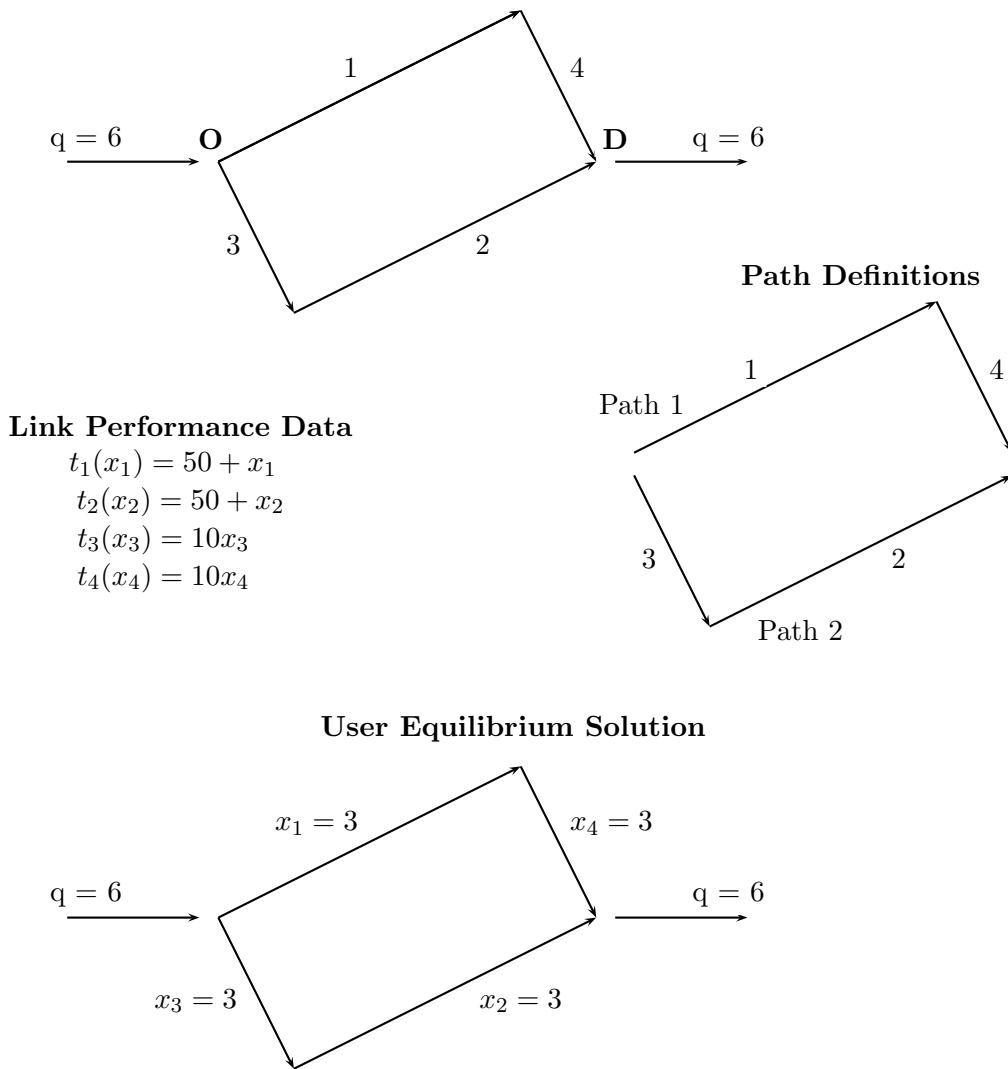 1
4
q = 6
O
D
q = 6
3
2
Path Definitions
1
4
Path 1
Link Performance Data
t₁(x₁) = 50 + x₁
t₂(x₂) = 50 + x₂
t₃(x₃) = 10x₃
t₄(x₄) = 10x₄
3
2
Path 2
User Equilibrium Solution
x₁ = 3
x₄ = 3
q = 6
q = 6
x₃ = 3
x₂ = 3